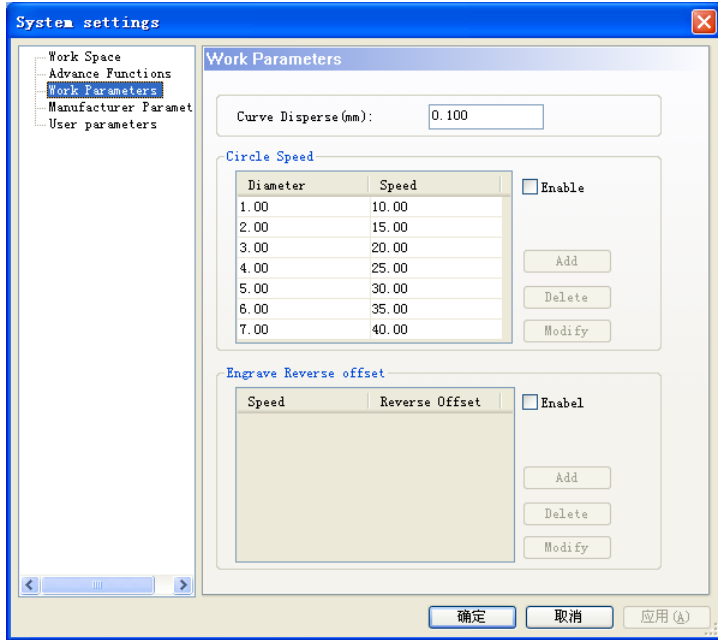 System settings
Work Space
Advance Functions
Work Parameters
Manufacturer Paramet
User parameters
Work Parameters
Curve Disperse(mm):
0.100
Circle Speed
Diameter Speed
1.00 10.00
2.00 15.00
3.00 20.00
4.00 25.00
5.00 30.00
6.00 35.00
7.00 40.00
Enable
Add
Delete
Modify
Engrave Reverse offset
Speed Reverse Offset
Enabel
Add
Delete
Modify
确定 取消 应用(A)